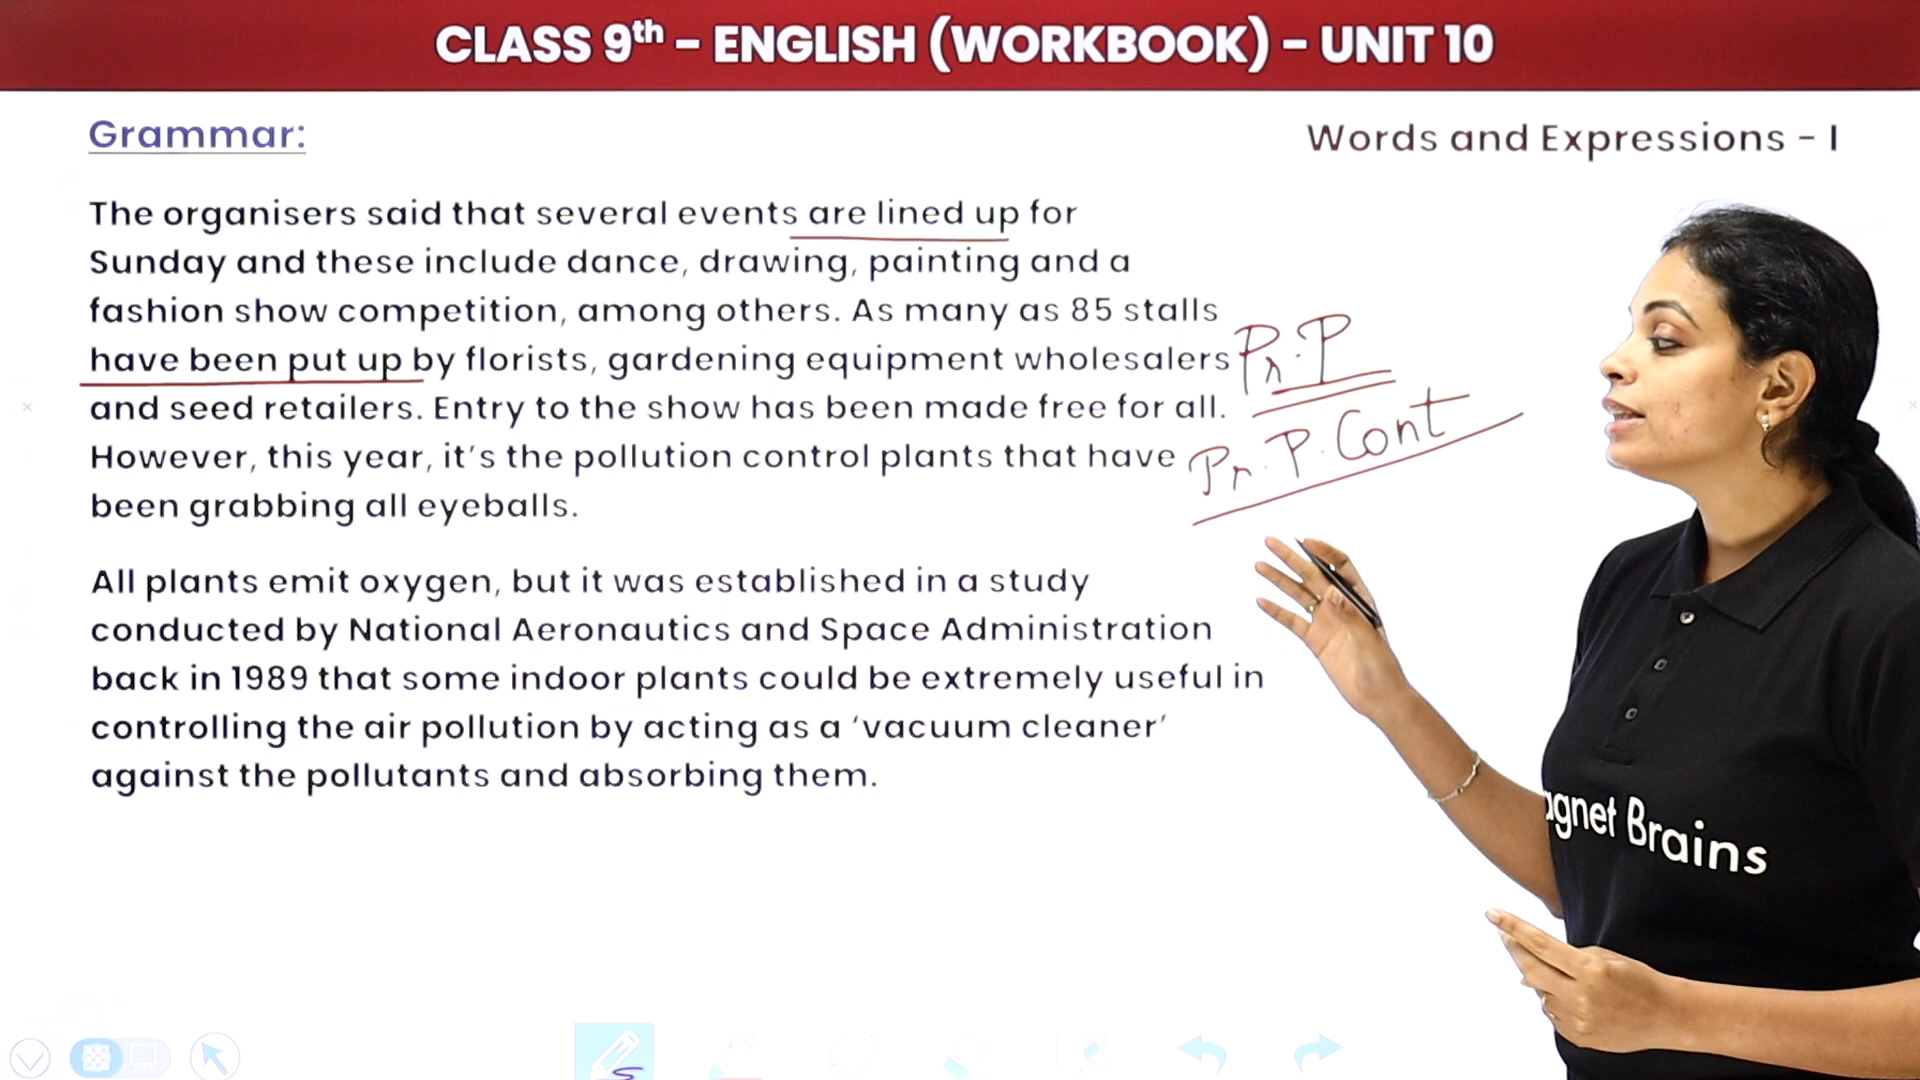 CLASS 9th – ENGLISH (WORKBOOK) – UNIT 10
Grammar:
Words and Expressions – I
The organisers said that several events are lined up for
Sunday and these include dance, drawing, painting and a
fashion show competition, among others. As many as 85 stalls
have been put up by florists, gardening equipment wholesalers
and seed retailers. Entry to the show has been made free for all.
However, this year, it's the pollution control plants that have
been grabbing all eyeballs.
Pr. P
Pr. P. Cont
All plants emit oxygen, but it was established in a study
conducted by National Aeronautics and Space Administration
back in 1989 that some indoor plants could be extremely useful in
controlling the air pollution by acting as a ‘vacuum cleaner’
against the pollutants and absorbing them.
agnet Brains